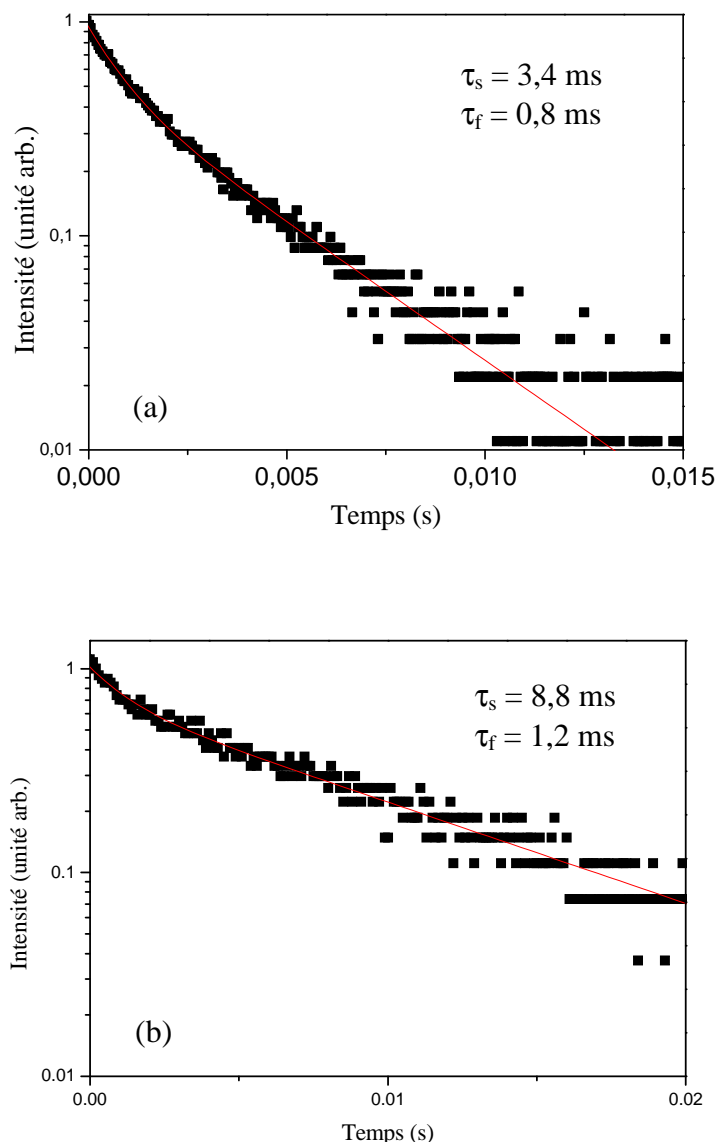 1
τs = 3,4 ms
τf = 0,8 ms
Intensité (unité arb.)
0.1
(a)
0.01
0,000
0,005
0,010
0,015
Temps (s)
1
τs = 8,8 ms
τf = 1,2 ms
Intensité (unité arb.)
0.1
(b)
0.01
0.00
0.01
0.02
Temps (s)